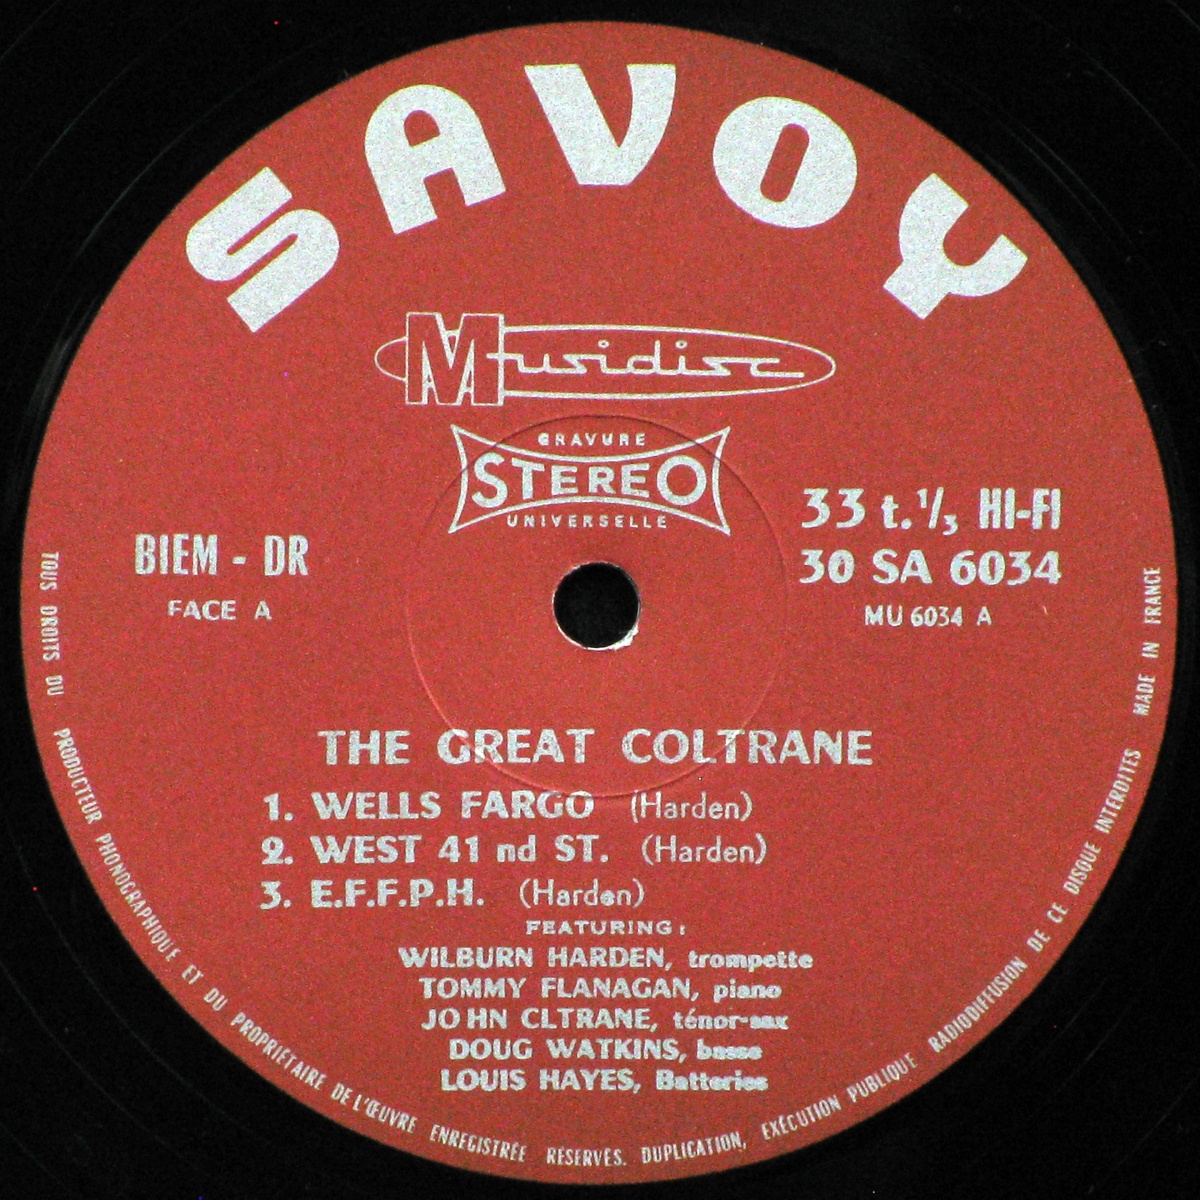 SAVOY
Musidisc
GRAVURE
STEREO
UNIVERSELLE
33 t. 1/3 HI-FI
30 SA 6034
MU 6034 A
BIEM - DR
FACE A
THE GREAT COLTRANE
1. WELLS FARGO (Harden)
2. WEST 41 nd ST. (Harden)
3. E.F.F.P.H. (Harden)
FEATURING :
WILBURN HARDEN, trompette
TOMMY FLANAGAN, piano
JO HN CLTRANE, ténor-sax
DOUG WATKINS, basse
LOUIS HAYES, Batteries
TOUS DROITS DU PRODUCTEUR PHONOGRAPHIQUE ET DU PROPRIÉTAIRE DE L'ŒUVRE ENREGISTRÉE RÉSERVÉS. DUPLICATION, EXÉCUTION PUBLIQUE RADIODIFFUSION DE CE DISQUE INTERDITES MADE IN FRANCE